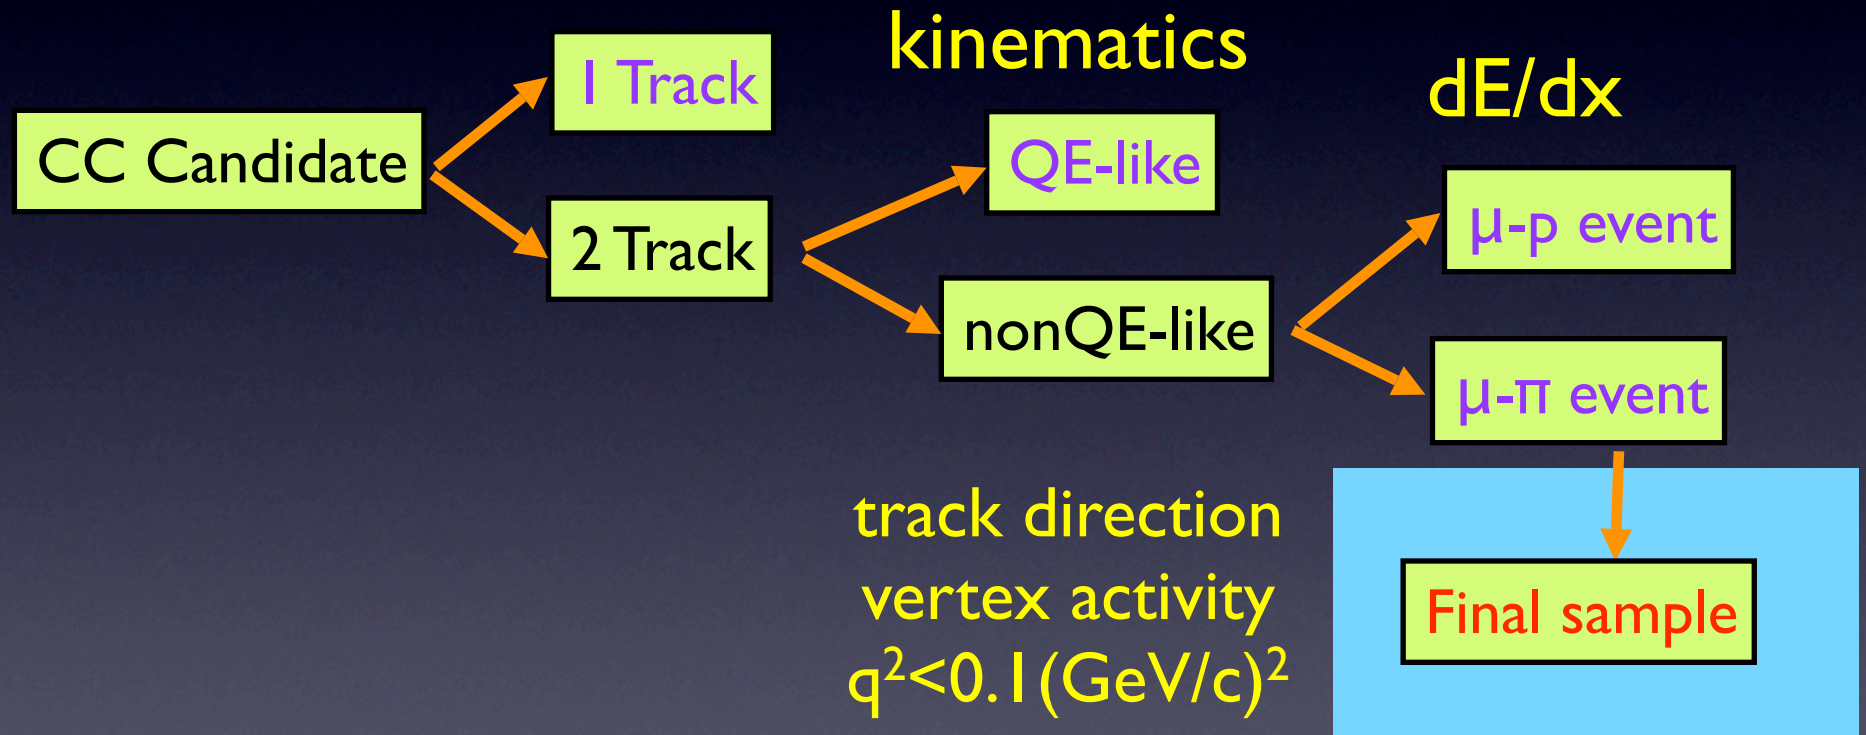 kinematics
dE/dx
CC Candidate
1 Track
2 Track
QE-like
nonQE-like
μ-p event
μ-π event
track direction
vertex activity
q²<0.1(GeV/c)²
Final sample